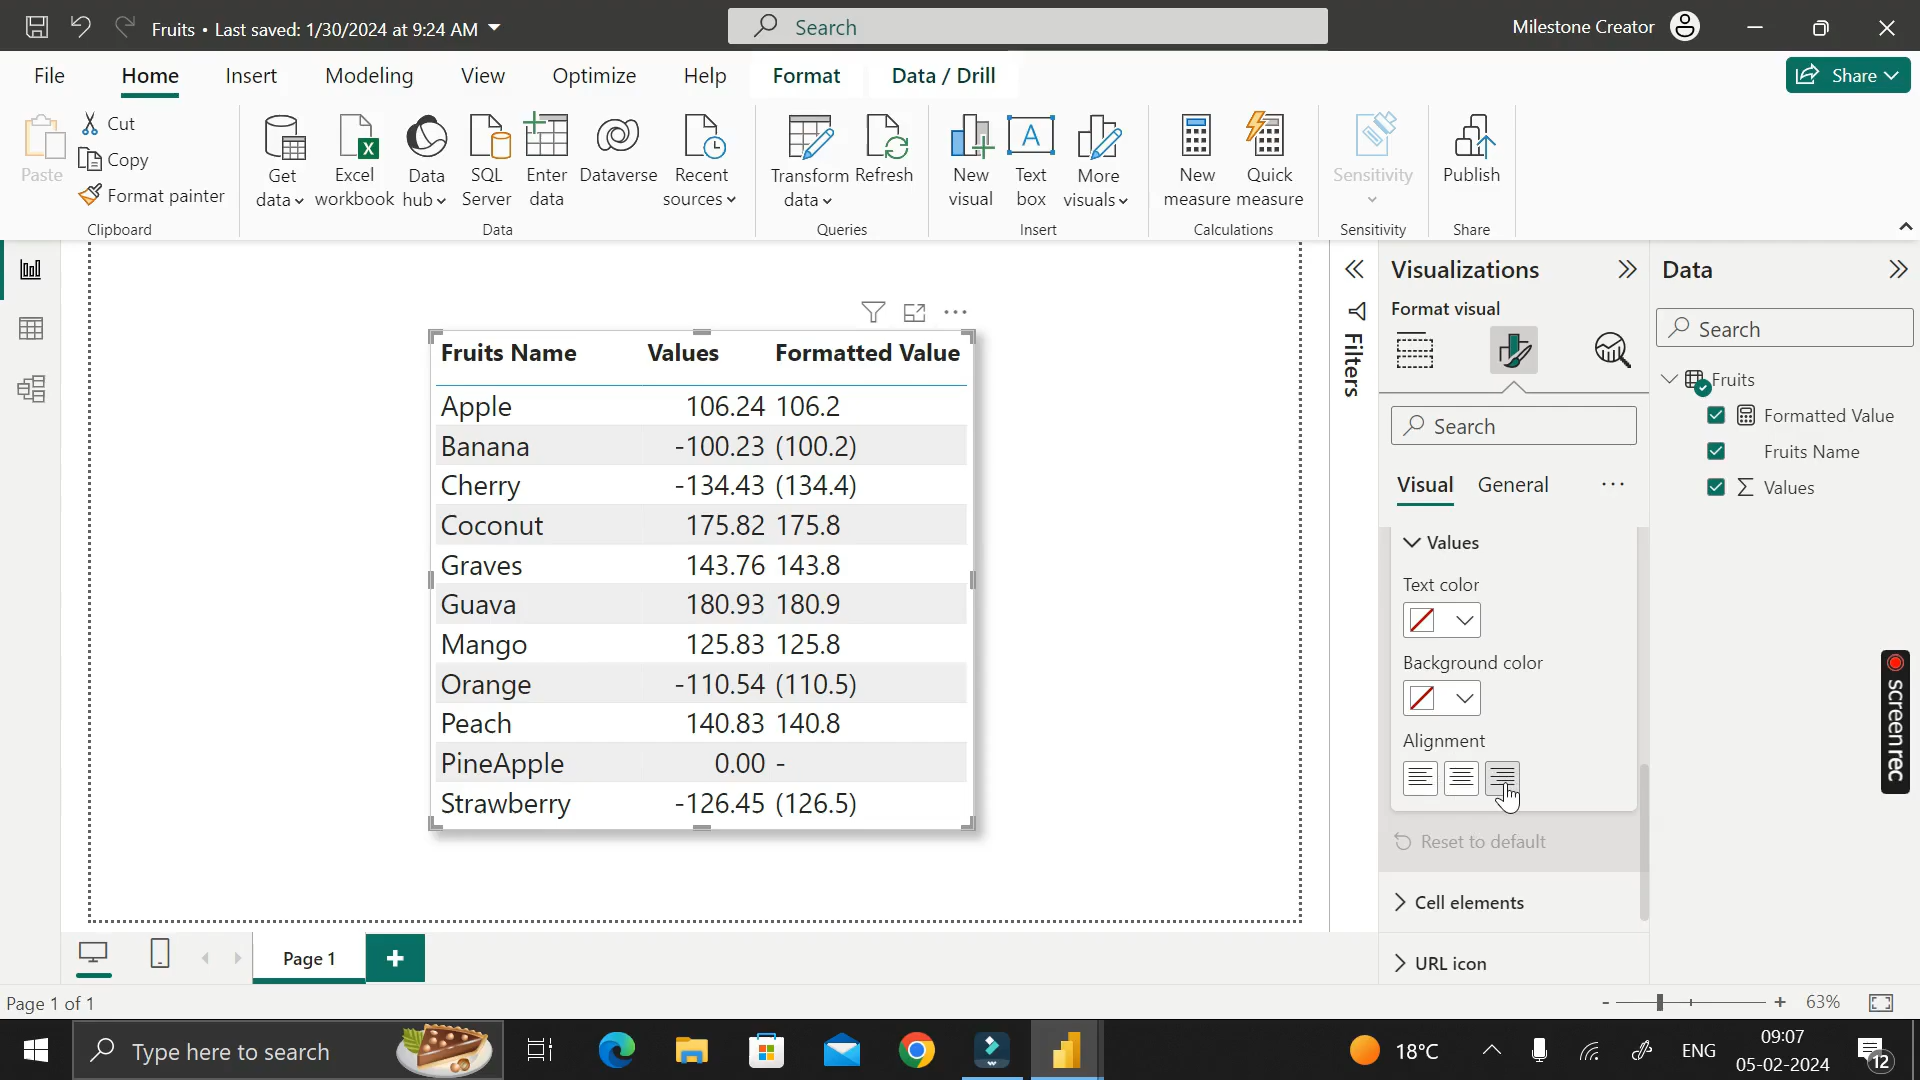 Fruits • Last saved: 1/30/2024 at 9:24 AM
Search
Milestone Creator
File Home Insert Modeling View Optimize Help Format Data / Drill
Share
Paste
Cut
Copy
Format painter
Clipboard
Get data
Excel workbook
Data hub
SQL Server
Enter data
Dataverse
Recent sources
Data
Transform data
Refresh
Queries
New visual
Text box
More visuals
Insert
New measure
Quick measure
Calculations
Sensitivity
Sensitivity
Publish
Share
Fruits Name Values Formatted Value
Apple 106.24 106.2
Banana -100.23 (100.2)
Cherry -134.43 (134.4)
Coconut 175.82 175.8
Graves 143.76 143.8
Guava 180.93 180.9
Mango 125.83 125.8
Orange -110.54 (110.5)
Peach 140.83 140.8
PineApple 0.00 -
Strawberry -126.45 (126.5)
Filters
Visualizations
Format visual
Search
Visual General
Values
Text color
Background color
Alignment
Reset to default
Cell elements
URL icon
Data
Search
Fruits
Formatted Value
Fruits Name
Values
screenrec
Page 1
Page 1 of 1
- + 63%
Type here to search
18°C
ENG
09:07
05-02-2024
12